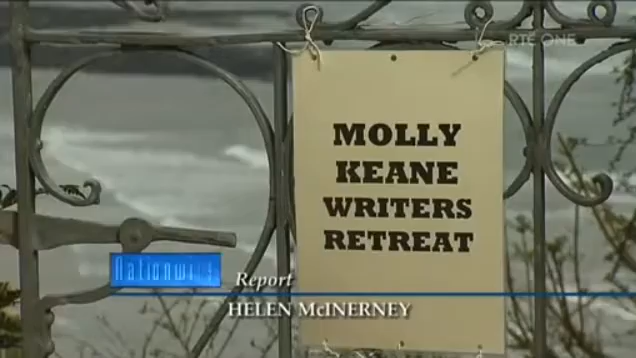 RTÉ ONE
MOLLY
KEANE
WRITERS
RETREAT
Nationwide
Report
HELEN McINERNEY